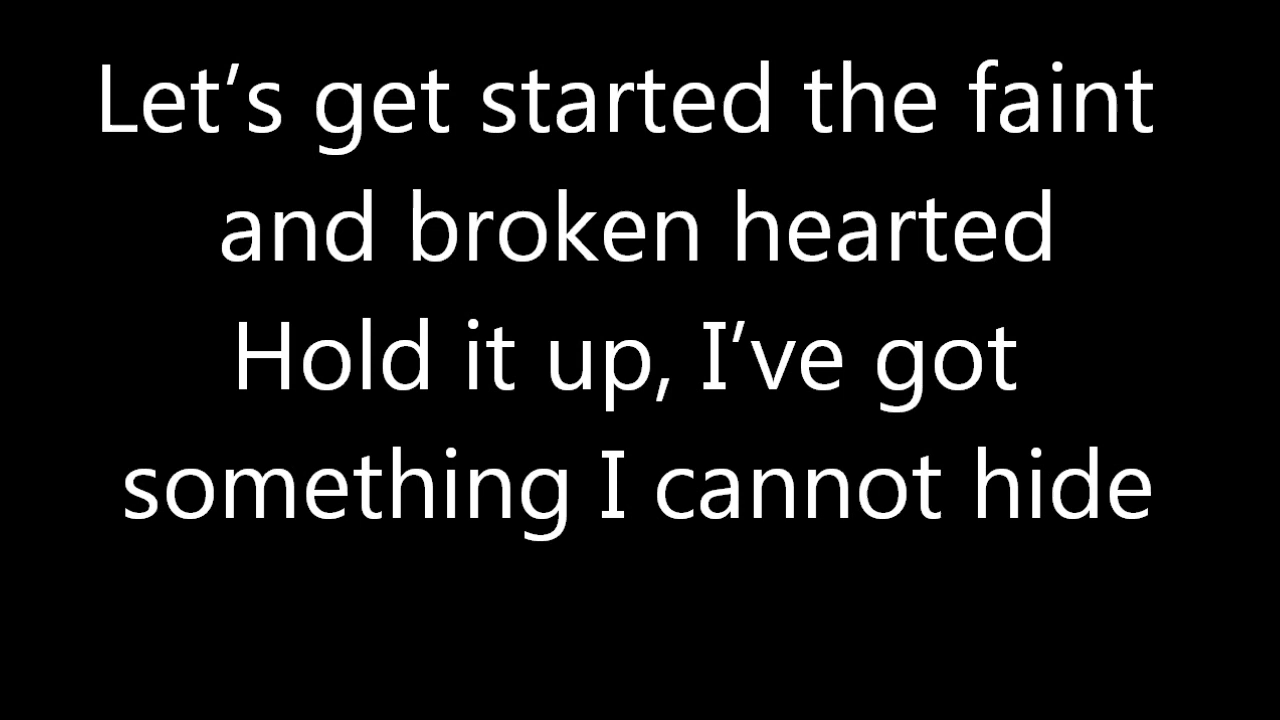 Let’s get started the faint
and broken hearted
Hold it up, I’ve got
something I cannot hide